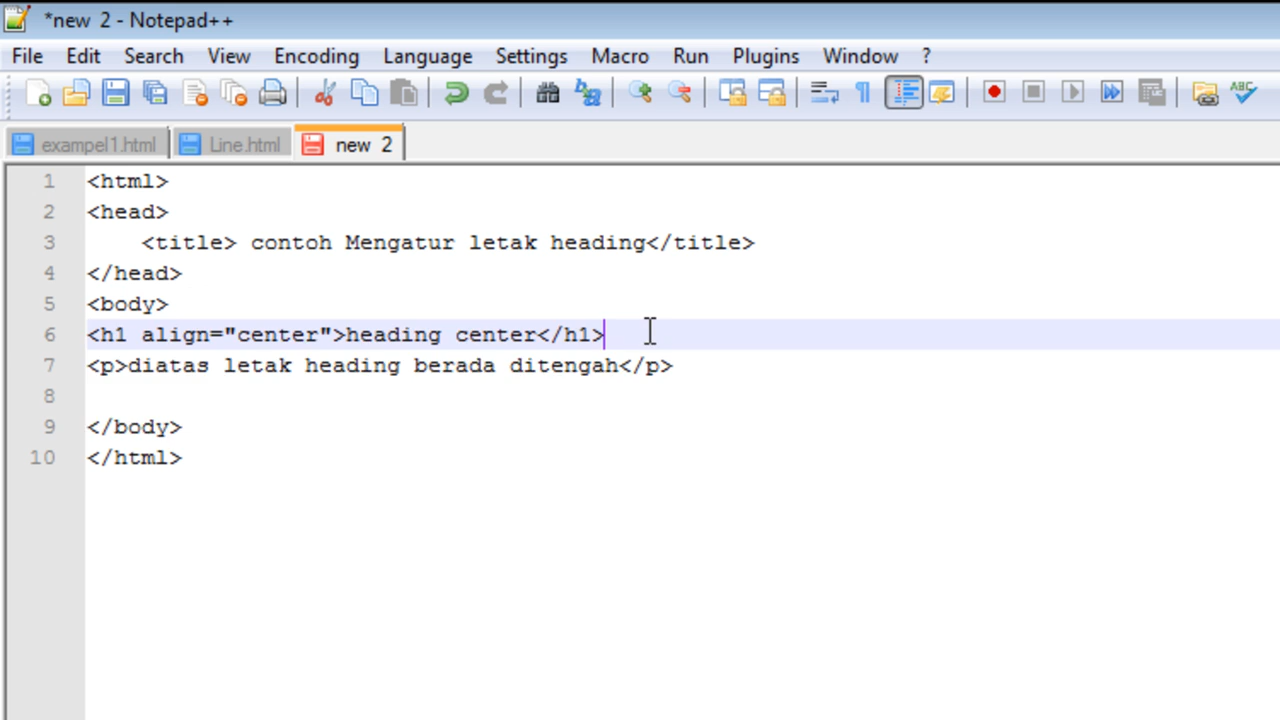 *new 2 - Notepad++
File Edit Search View Encoding Language Settings Macro Run Plugins Window ?
ABC
exampel1.html Line.html new 2
1 <html>
2 <head>
3 <title> contoh Mengatur letak heading</title>
4 </head>
5 <body>
6 <h1 align="center">heading center</h1>
7 <p>diatas letak heading berada ditengah</p>
8
9 </body>
10 </html>